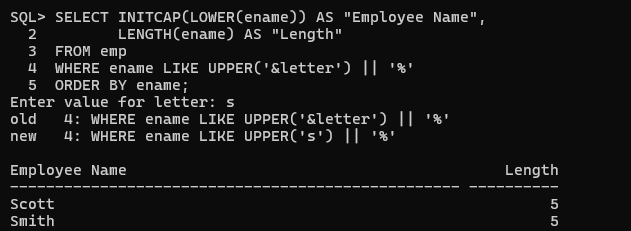 SQL> SELECT INITCAP(LOWER(ename)) AS "Employee Name",
  2         LENGTH(ename) AS "Length"
  3  FROM emp
  4  WHERE ename LIKE UPPER('&letter') || '%'
  5  ORDER BY ename;
Enter value for letter: s
old   4: WHERE ename LIKE UPPER('&letter') || '%'
new   4: WHERE ename LIKE UPPER('s') || '%'

Employee Name                                          Length
-------------------------------------------------- ----------
Scott                                                       5
Smith                                                       5